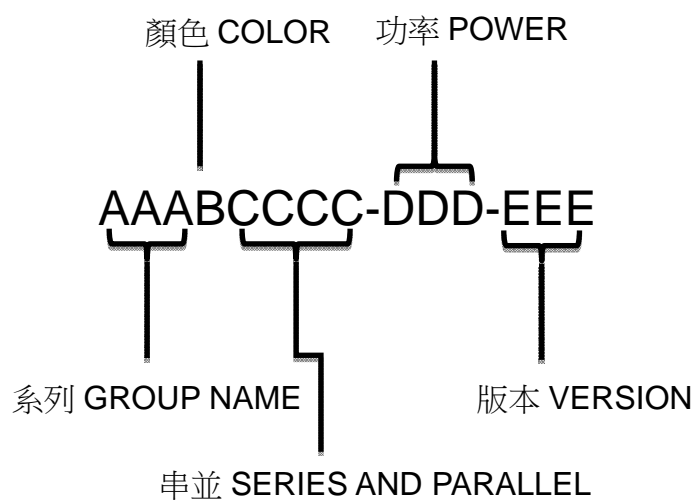 顏色 COLOR
功率 POWER
AAABCCCC-DDD-EEE
系列 GROUP NAME
版本 VERSION
串並 SERIES AND PARALLEL